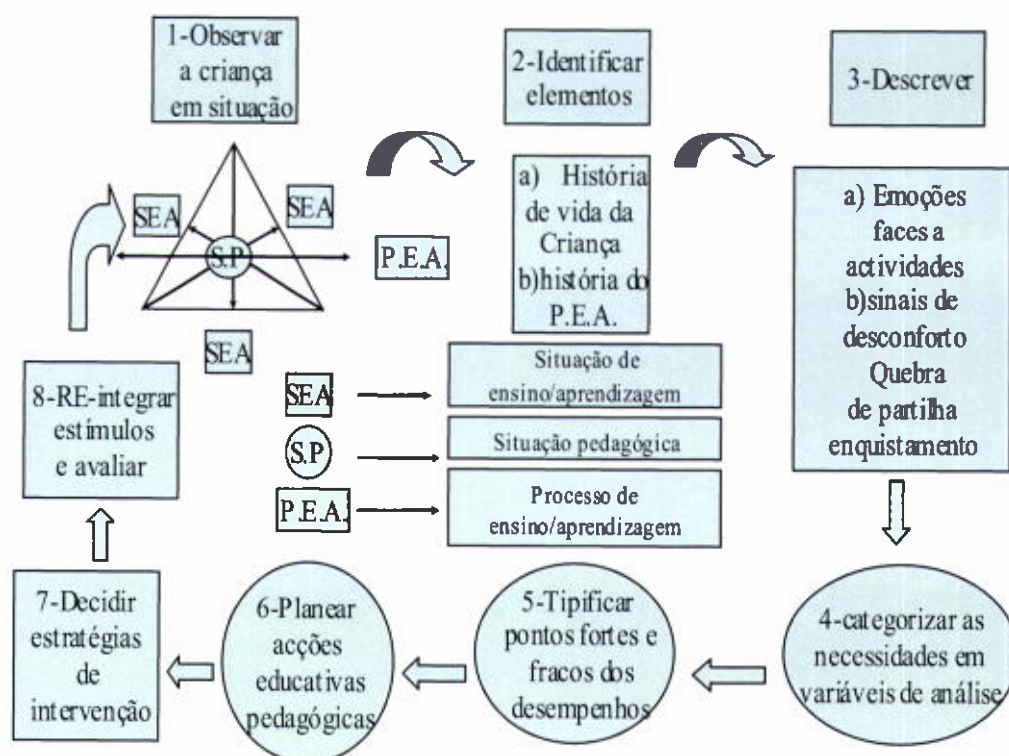 1-Observar
a criança
em situação
2-Identificar
elementos
3-Descrever
SEA
SEA
S.P
P.E.A.
SEA
a) História
de vida da
Criança
b)história do
P.E.A.
a) Emoções
faces a
actividades
b)sinais de
desconforto
Quebra
de partilha
enquistamento
SEA
Situação de
ensino/aprendizagem
S.P
Situação pedagógica
P.E.A.
Processo de
ensino/aprendizagem
8-RE-integrar
estímulos
e avaliar
7-Decidir
estratégias
de
intervenção
6-Planear
acções
educativas
pedagógicas
5-Tipificar
pontos fortes e
fracos dos
desempenhos
4-categorizar as
necessidades em
variáveis de análise